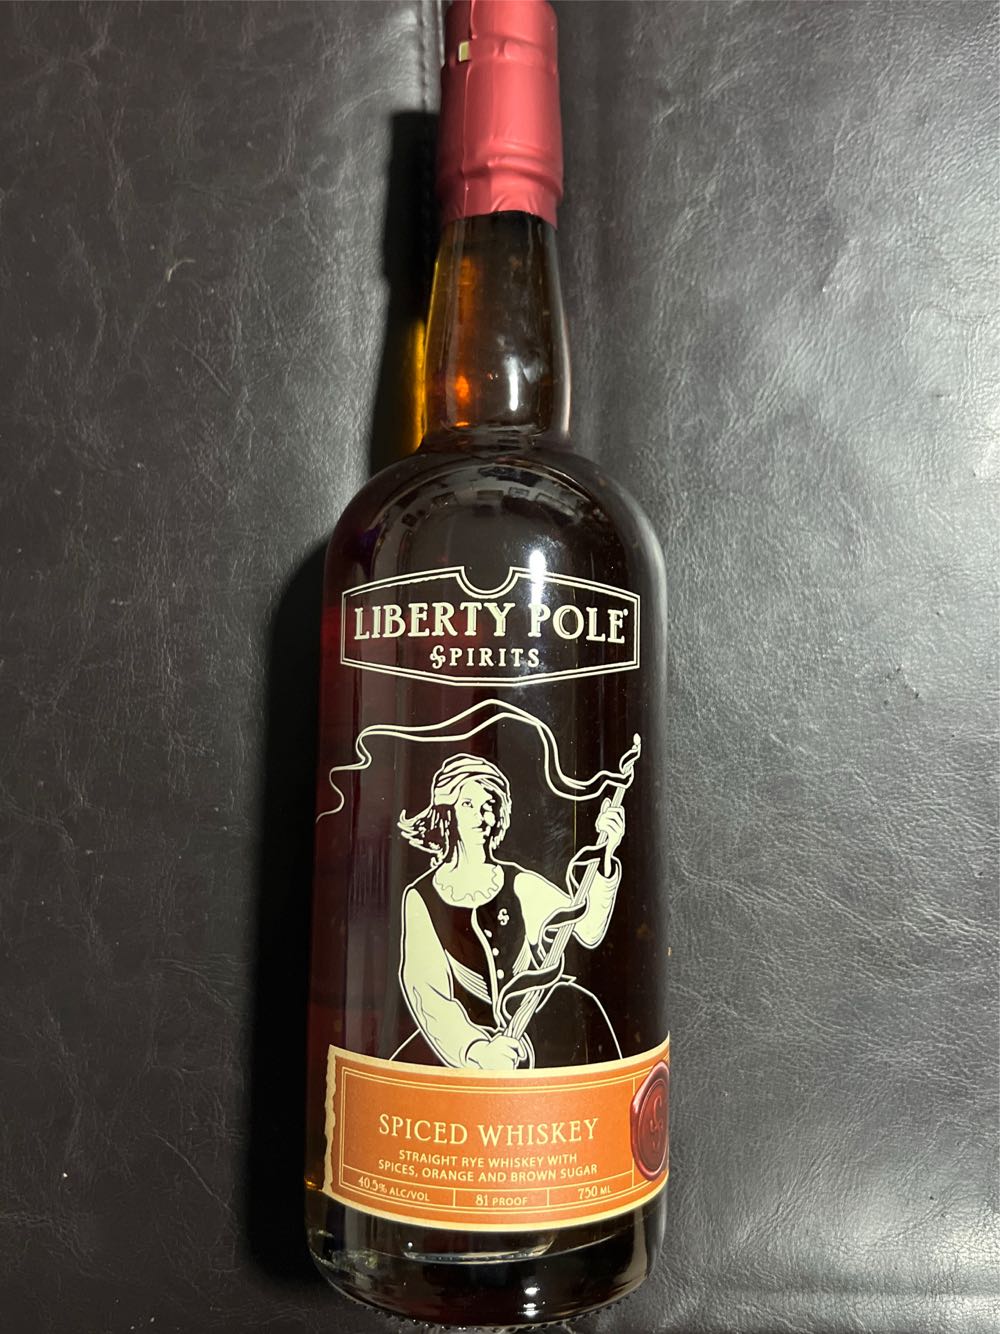 LIBERTY POLE®
SPIRITS
SPICED WHISKEY
STRAIGHT RYE WHISKEY WITH
SPICES, ORANGE AND BROWN SUGAR
40.5% ALC/VOL 81 PROOF 750 ML